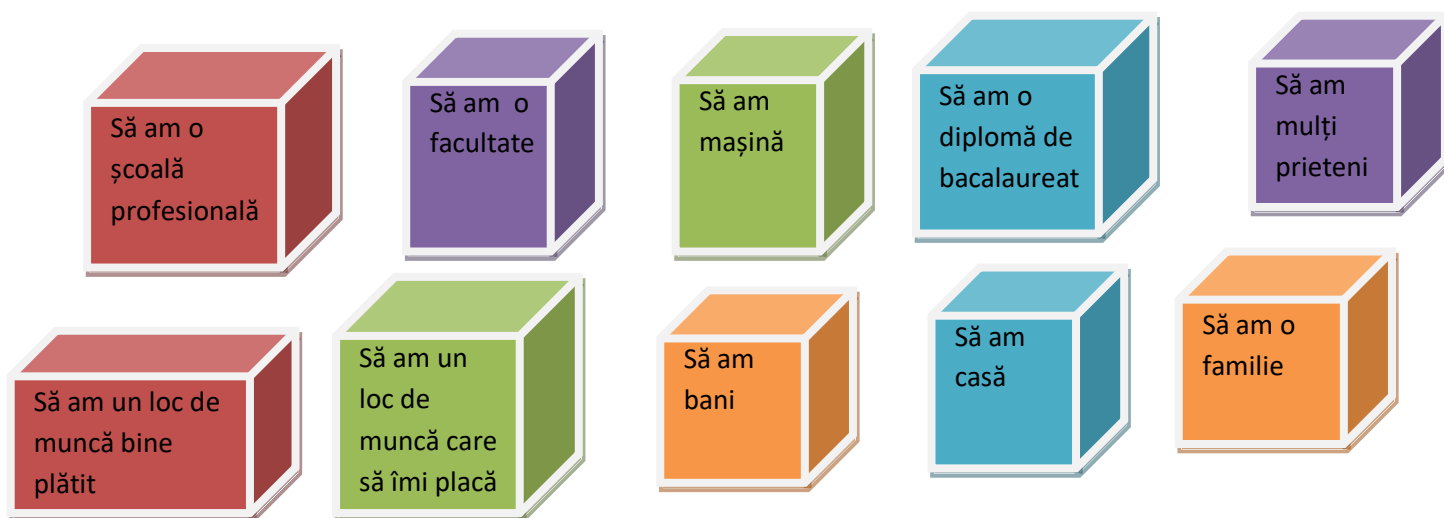 Să am o
școală
profesională
Să am o
facultate
Să am
mașină
Să am o
diplomă de
bacalaureat
Să am
mulți
prieteni
Să am un loc de
muncă bine
plătit
Să am un
loc de
muncă care
să îmi placă
Să am
bani
Să am
casă
Să am o
familie